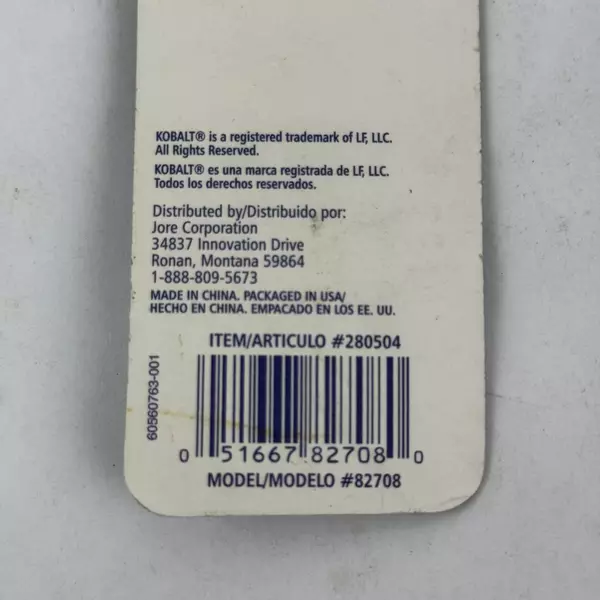 KOBALT® is a registered trademark of LF, LLC.
All Rights Reserved.
KOBALT® es una marca registrada de LF, LLC.
Todos los derechos reservados.
Distributed by/Distribuido por:
Jore Corporation
34837 Innovation Drive
Ronan, Montana 59864
1-888-809-5673
MADE IN CHINA. PACKAGED IN USA/
HECHO EN CHINA. EMPACADO EN LOS EE. UU.
ITEM/ARTICULO #280504
60560763-001
0 51667 82708 0
MODEL/MODELO #82708